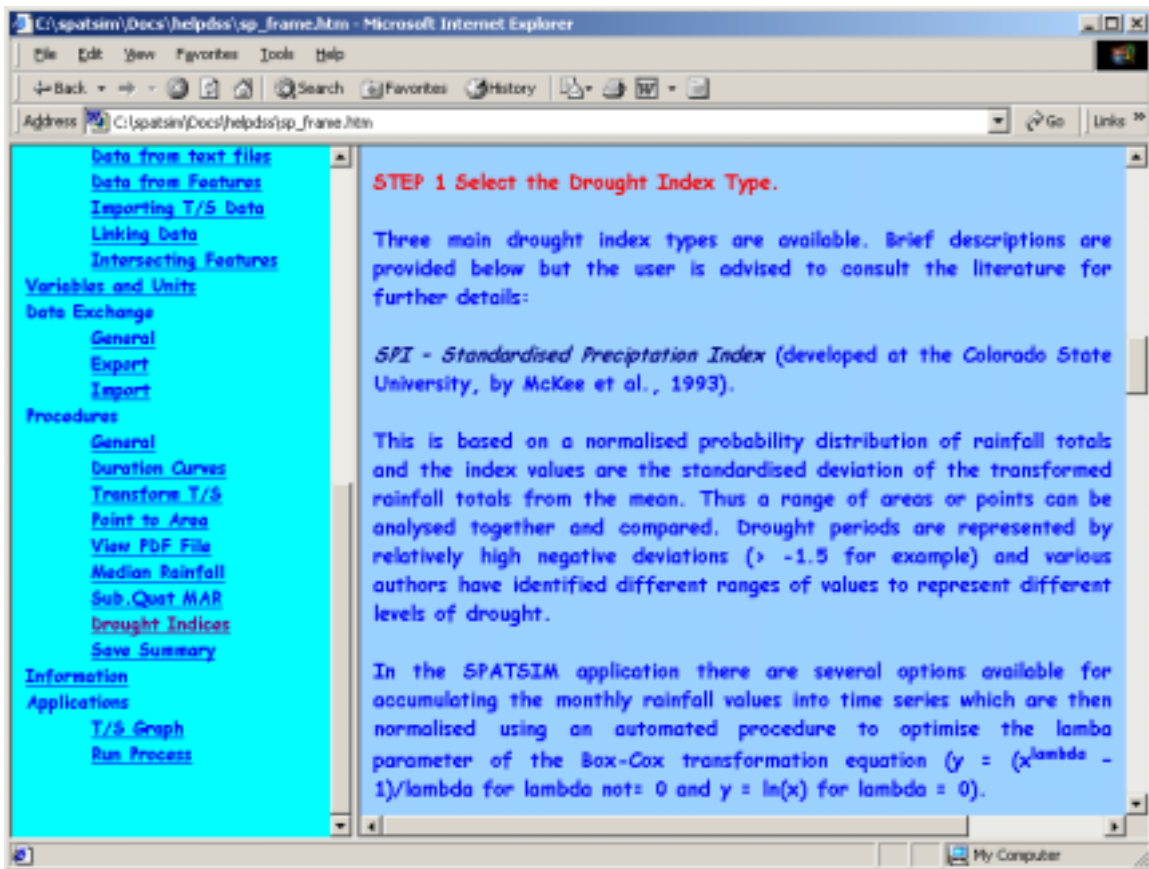 C:\spatsim\Docs\helpdss\sp_frame.htm - Microsoft Internet Explorer
File Edit View Favorites Tools Help
Back Search Favorites History
Address C:\spatsim\Docs\helpdss\sp_frame.htm Go Links »
Data from text files
Data from Features
Importing T/S Data
Linking Data
Intersecting Features
Variables and Units
Data Exchange
General
Export
Import
Procedures
General
Duration Curves
Transform T/S
Point to Area
View PDF File
Median Rainfall
Sub.Quat MAR
Drought Indices
Save Summary
Information
Applications
T/S Graph
Run Process
STEP 1 Select the Drought Index Type.
Three main drought index types are available. Brief descriptions are
provided below but the user is advised to consult the literature for
further details:
SPI - Standardised Preciptation Index (developed at the Colorado State
University, by McKee et al., 1993).
This is based on a normalised probability distribution of rainfall totals
and the index values are the standardised deviation of the transformed
rainfall totals from the mean. Thus a range of areas or points can be
analysed together and compared. Drought periods are represented by
relatively high negative deviations (> -1.5 for example) and various
authors have identified different ranges of values to represent different
levels of drought.
In the SPATSIM application there are several options available for
accumulating the monthly rainfall values into time series which are then
normalised using an automated procedure to optimise the lamba
parameter of the Box-Cox transformation equation (y = (x^lambda -
1)/lambda for lambda not= 0 and y = ln(x) for lambda = 0).
My Computer